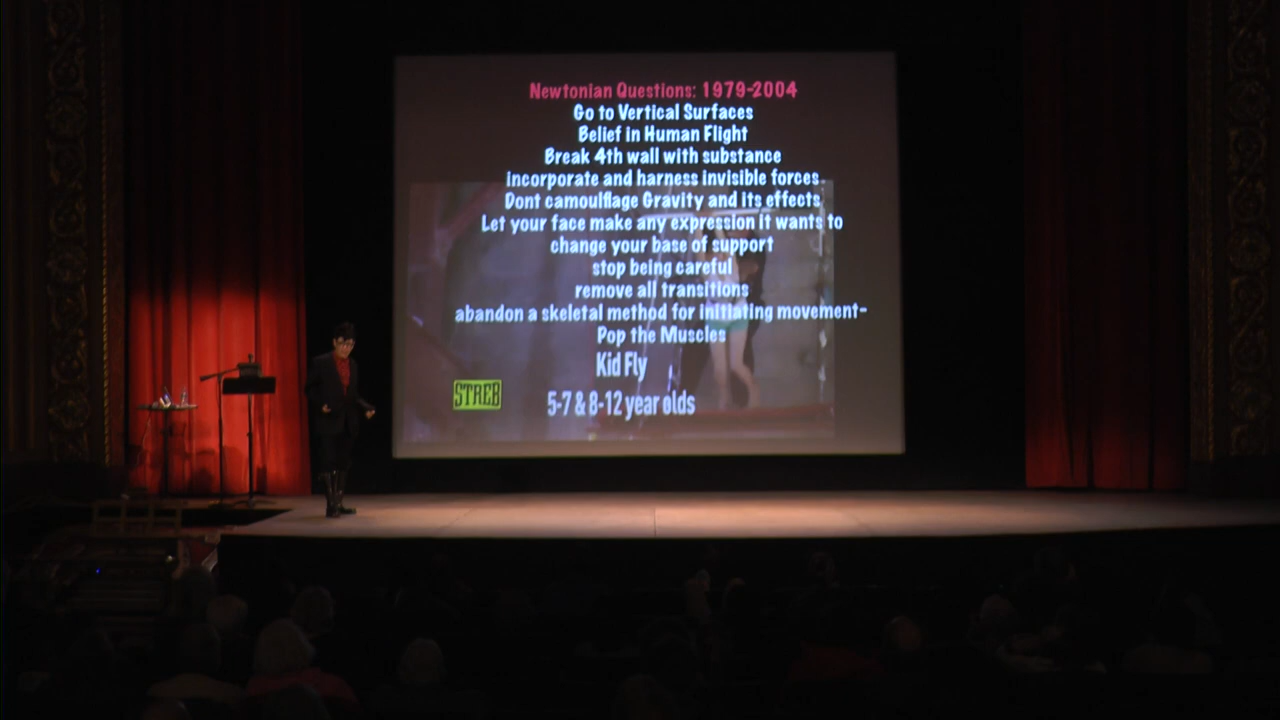 Newtonian Questions: 1979-2004
Go to Vertical Surfaces
Belief in Human Flight
Break 4th wall with substance
incorporate and harness invisible forces
Dont camouflage Gravity and its effects
Let your face make any expression it wants to
change your base of support
stop being careful
remove all transitions
abandon a skeletal method for initiating movement-
Pop the Muscles
Kid Fly
STREB
5-7 & 8-12 year olds